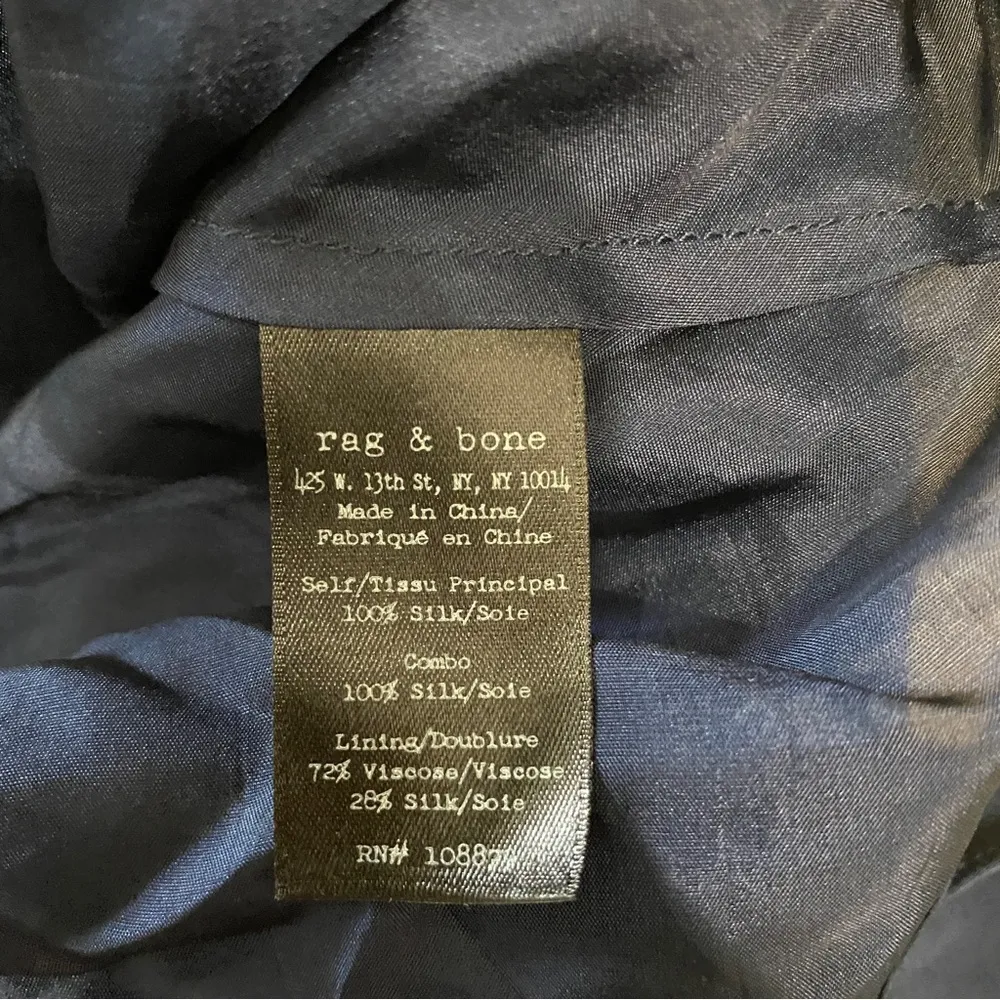 rag & bone
425 W. 13th St, NY, NY 10014
Made in China/
Fabriqué en Chine
Self/Tissu Principal
100% Silk/Soie
Combo
100% Silk/Soie
Lining/Doublure
72% Viscose/Viscose
28% Silk/Soie
RN#